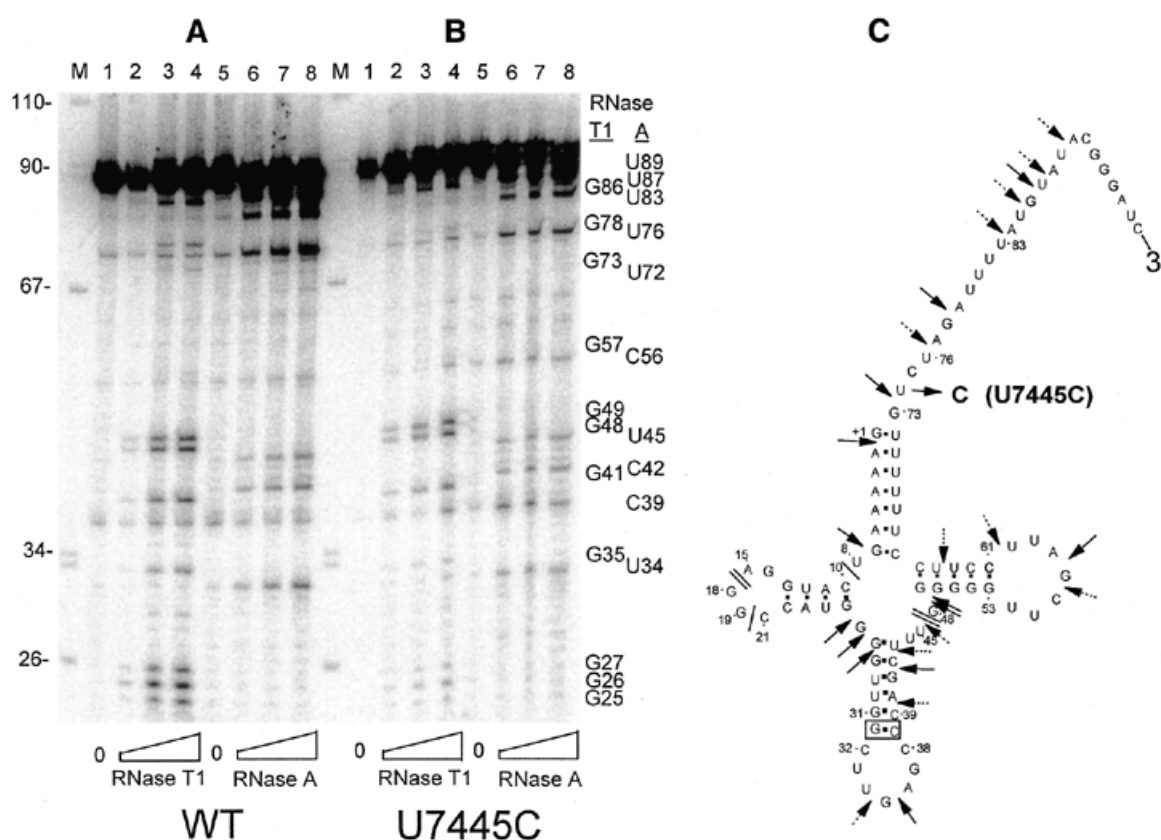 A B C
M 1 2 3 4 5 6 7 8 M 1 2 3 4 5 6 7 8
110-
90-
67-
34-
26-
RNase
T1 A
U89
U87
G86
U83
G78
U76
G73
U72
G57
C56
G49
G48
U45
G41
C42
C39
G35
U34
G27
G26
G25
0 0 0 0
RNase T1 RNase A RNase T1 RNase A
WT U7445C
C (U7445C)
3
83
76
73
+1
8
10
15
18
19
21
61
53
48
45
31
39
32
38